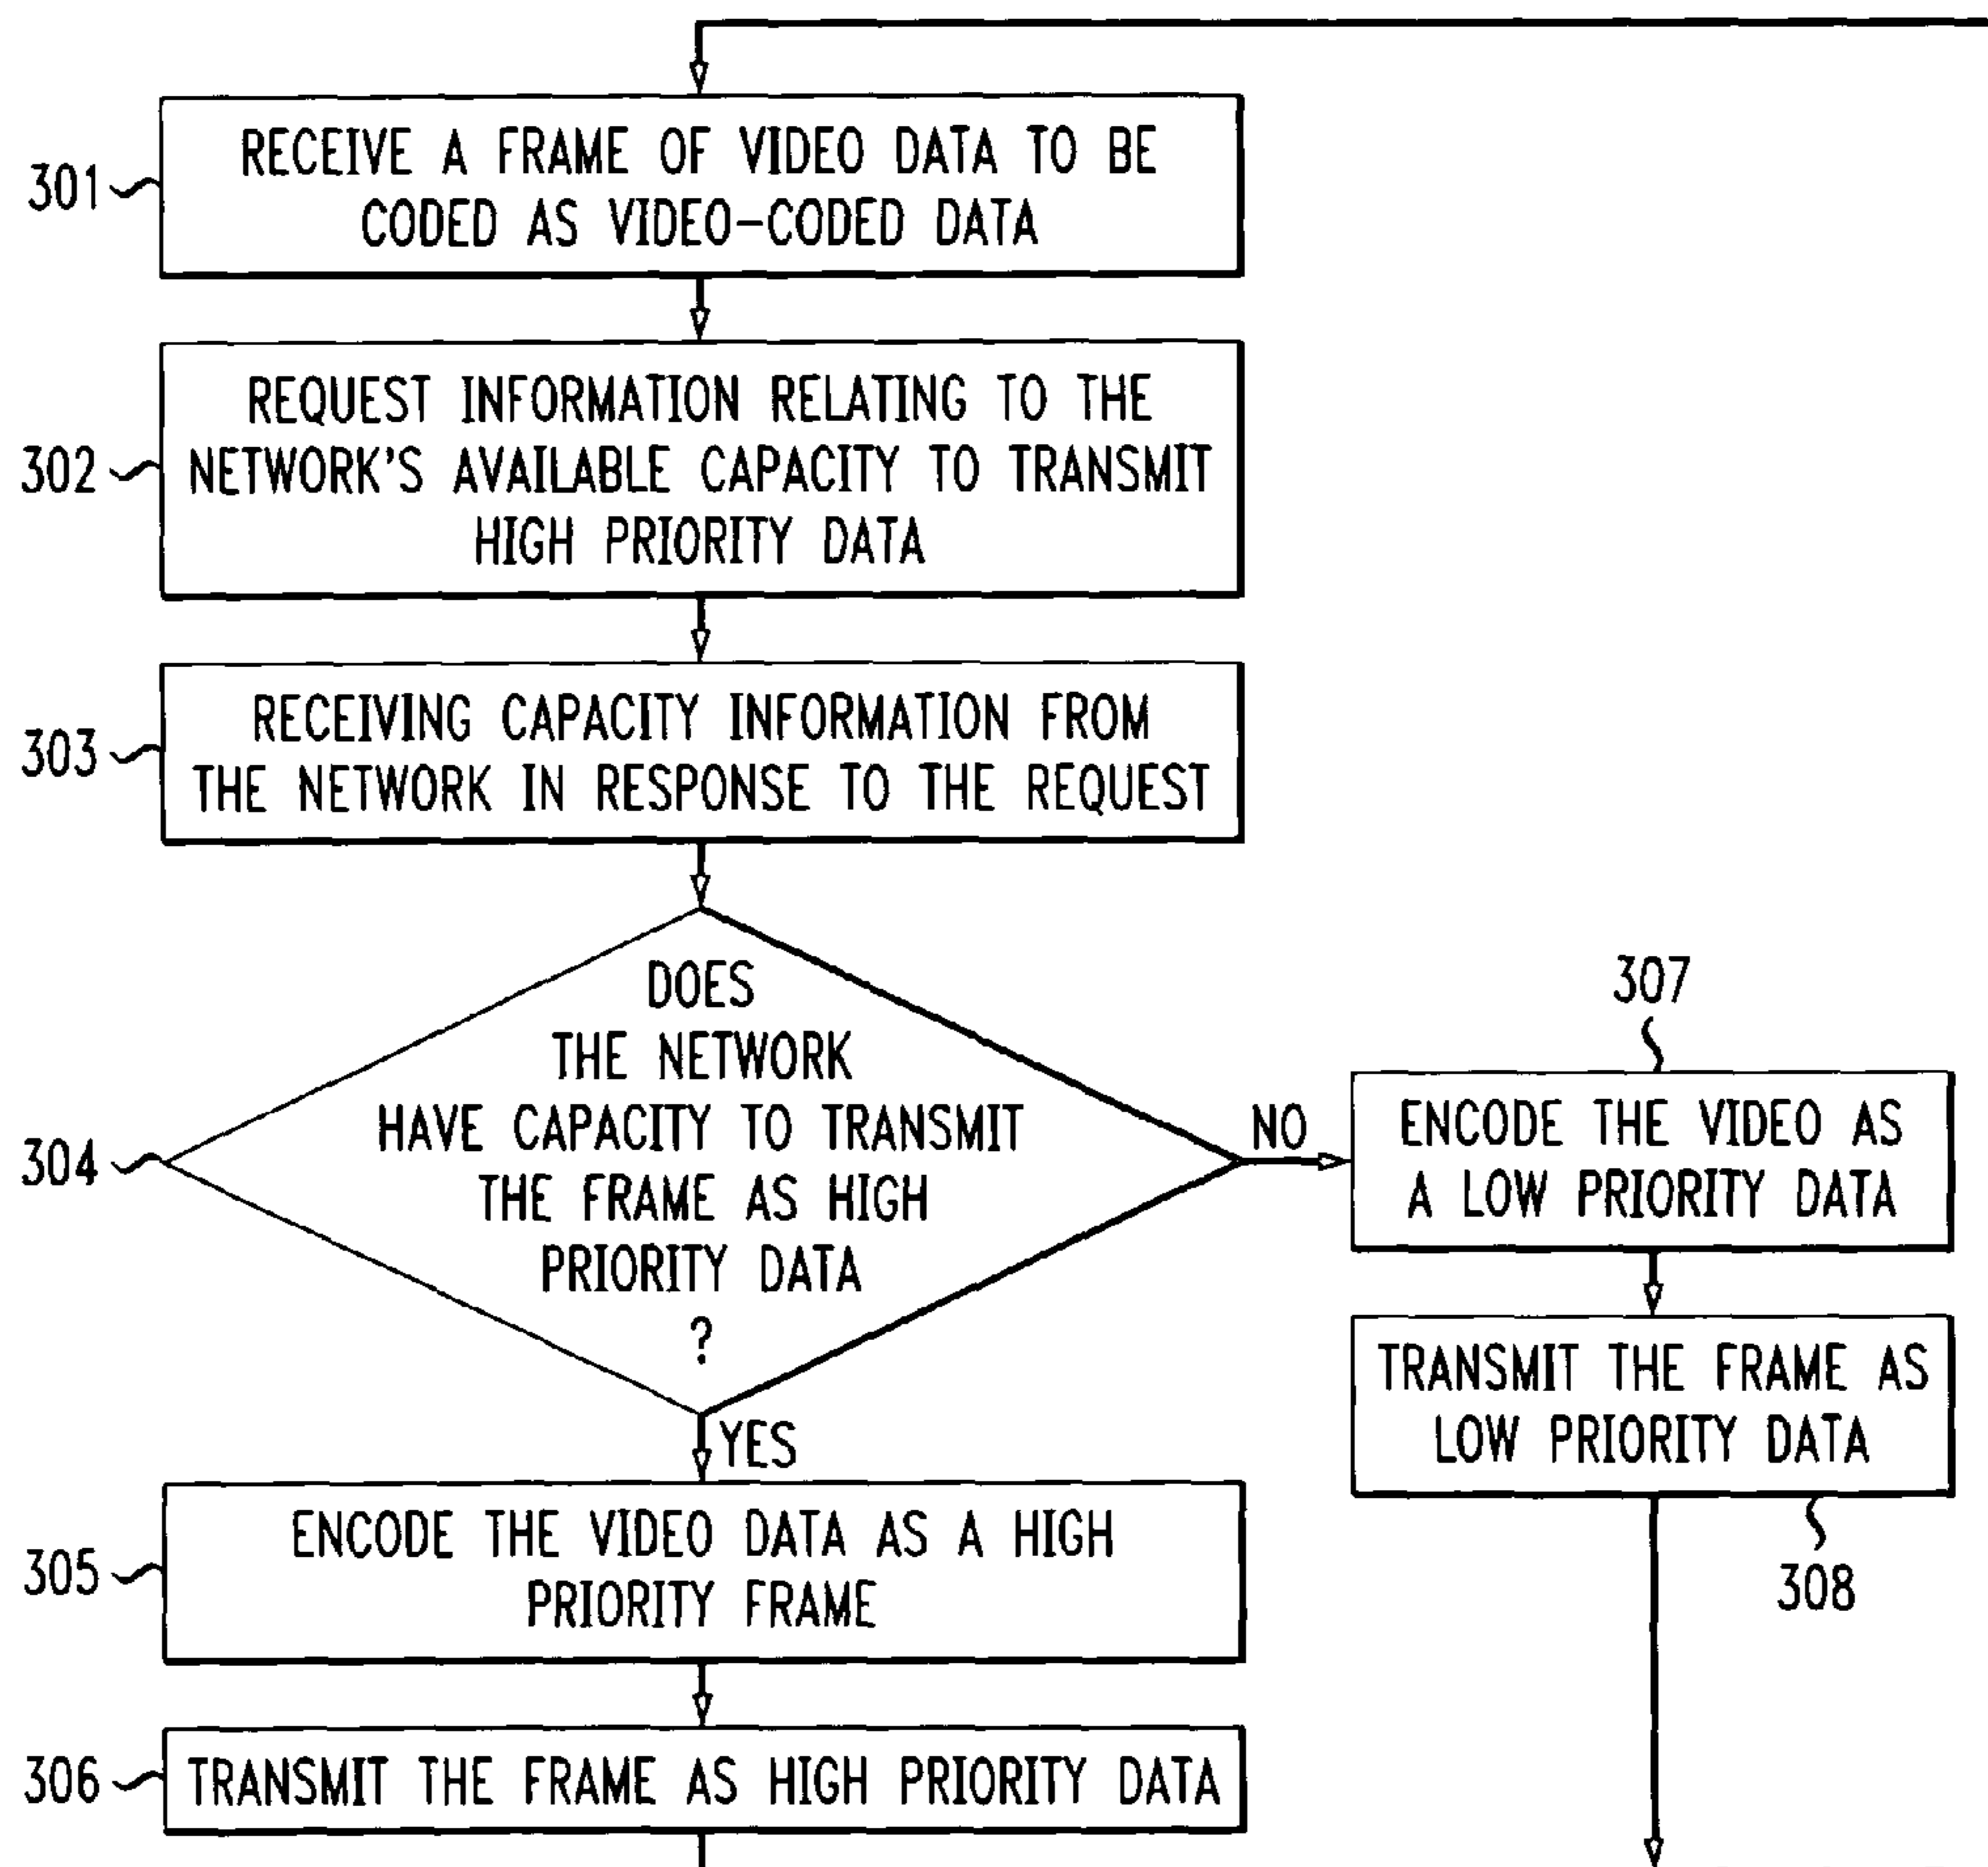 301
RECEIVE A FRAME OF VIDEO DATA TO BE
CODED AS VIDEO-CODED DATA
302
REQUEST INFORMATION RELATING TO THE
NETWORK'S AVAILABLE CAPACITY TO TRANSMIT
HIGH PRIORITY DATA
303
RECEIVING CAPACITY INFORMATION FROM
THE NETWORK IN RESPONSE TO THE REQUEST
304
DOES
THE NETWORK
HAVE CAPACITY TO TRANSMIT
THE FRAME AS HIGH
PRIORITY DATA
?
NO
307
ENCODE THE VIDEO AS
A LOW PRIORITY DATA
TRANSMIT THE FRAME AS
LOW PRIORITY DATA
308
YES
305
ENCODE THE VIDEO DATA AS A HIGH
PRIORITY FRAME
306
TRANSMIT THE FRAME AS HIGH PRIORITY DATA